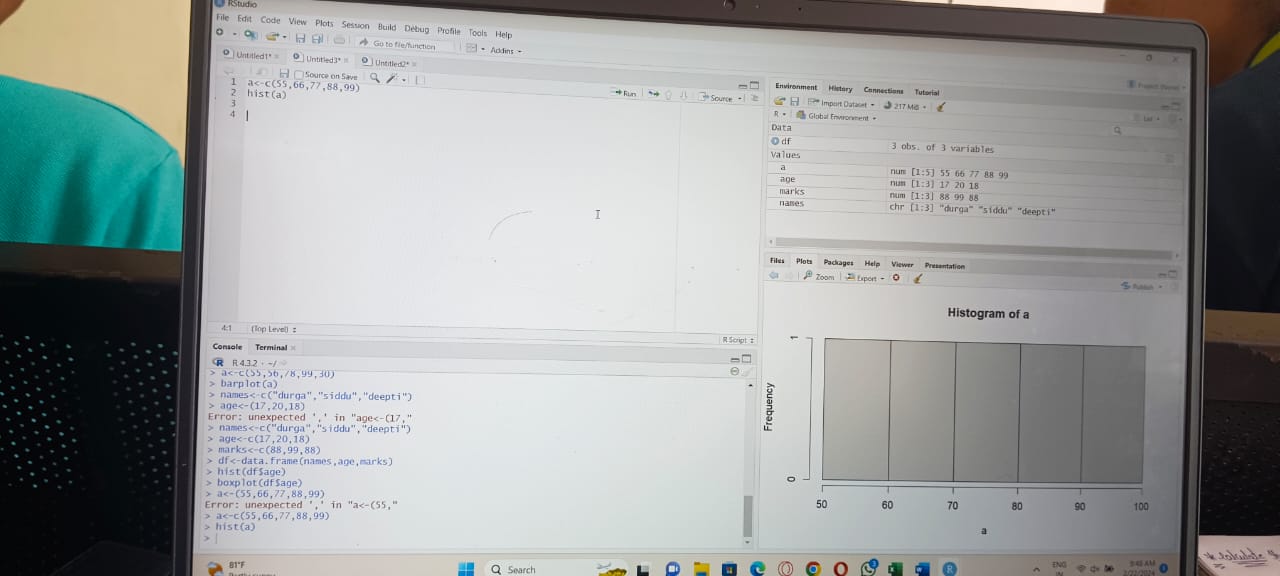 RStudio
File Edit Code View Plots Session Build Debug Profile Tools Help
Go to file/function Addins
Untitled1* Untitled3* Untitled2*
Source on Save Run Source
1 a<-c(55,66,77,88,99)
2 hist(a)
3
4
4:1 (Top Level) R Script
Console Terminal
R 4.3.2 · ~/
> a<-c(55,56,78,99,30)
> barplot(a)
> names<-c("durga","siddu","deepti")
> age<-(17,20,18)
Error: unexpected ',' in "age<-(17,"
> names<-c("durga","siddu","deepti")
> age<-c(17,20,18)
> marks<-c(88,99,88)
> df<-data.frame(names,age,marks)
> hist(df$age)
> boxplot(df$age)
> a<-(55,66,77,88,99)
Error: unexpected ',' in "a<-(55,"
> a<-c(55,66,77,88,99)
> hist(a)
>
Environment History Connections Tutorial
Import Dataset 217 MiB
R Global Environment List
Data
df 3 obs. of 3 variables
Values
a num [1:5] 55 66 77 88 99
age num [1:3] 17 20 18
marks num [1:3] 88 99 88
names chr [1:3] "durga" "siddu" "deepti"
Files Plots Packages Help Viewer Presentation
Zoom Export Publish
Histogram of a
Frequency
1
0
50 60 70 80 90 100
a
81°F
Search
ENG
IN
9:48 AM
2/22/2024